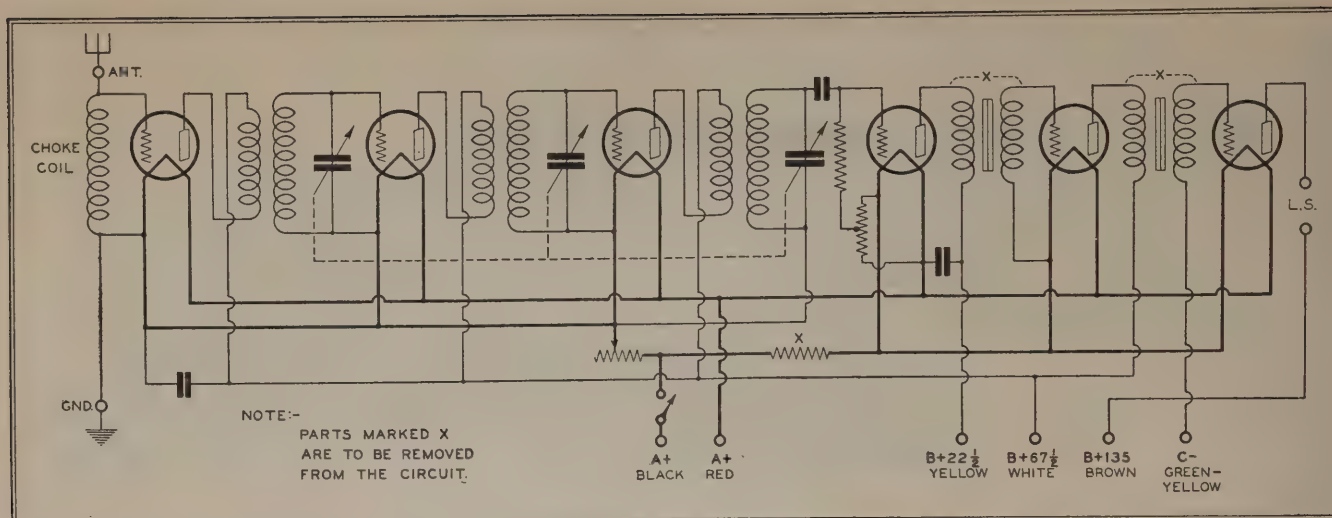 ANT.
X
X
CHOKE
COIL
L.S.
X
GND.
NOTE:-
PARTS MARKED X
ARE TO BE REMOVED
FROM THE CIRCUIT.
A+
BLACK
A+
RED
B+22½
YELLOW
B+67½
WHITE
B+135
BROWN
C-
GREEN-
YELLOW